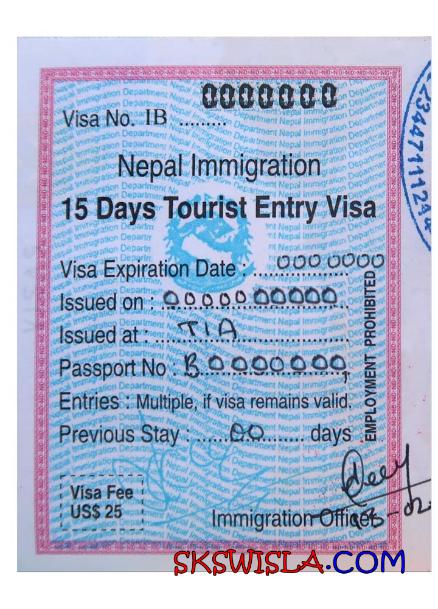 0000000
Visa No. IB .........
Nepal Immigration
15 Days Tourist Entry Visa
Visa Expiration Date : ....000 0000
Issued on : 00000 00000
Issued at : ... TIA
Passport No : B0000000
Entries : Multiple, if visa remains valid.
Previous Stay : ......00....... days
EMPLOYMENT PROHIBITED
Visa Fee
US$ 25
Immigration Officer
SKSWISLA.COM